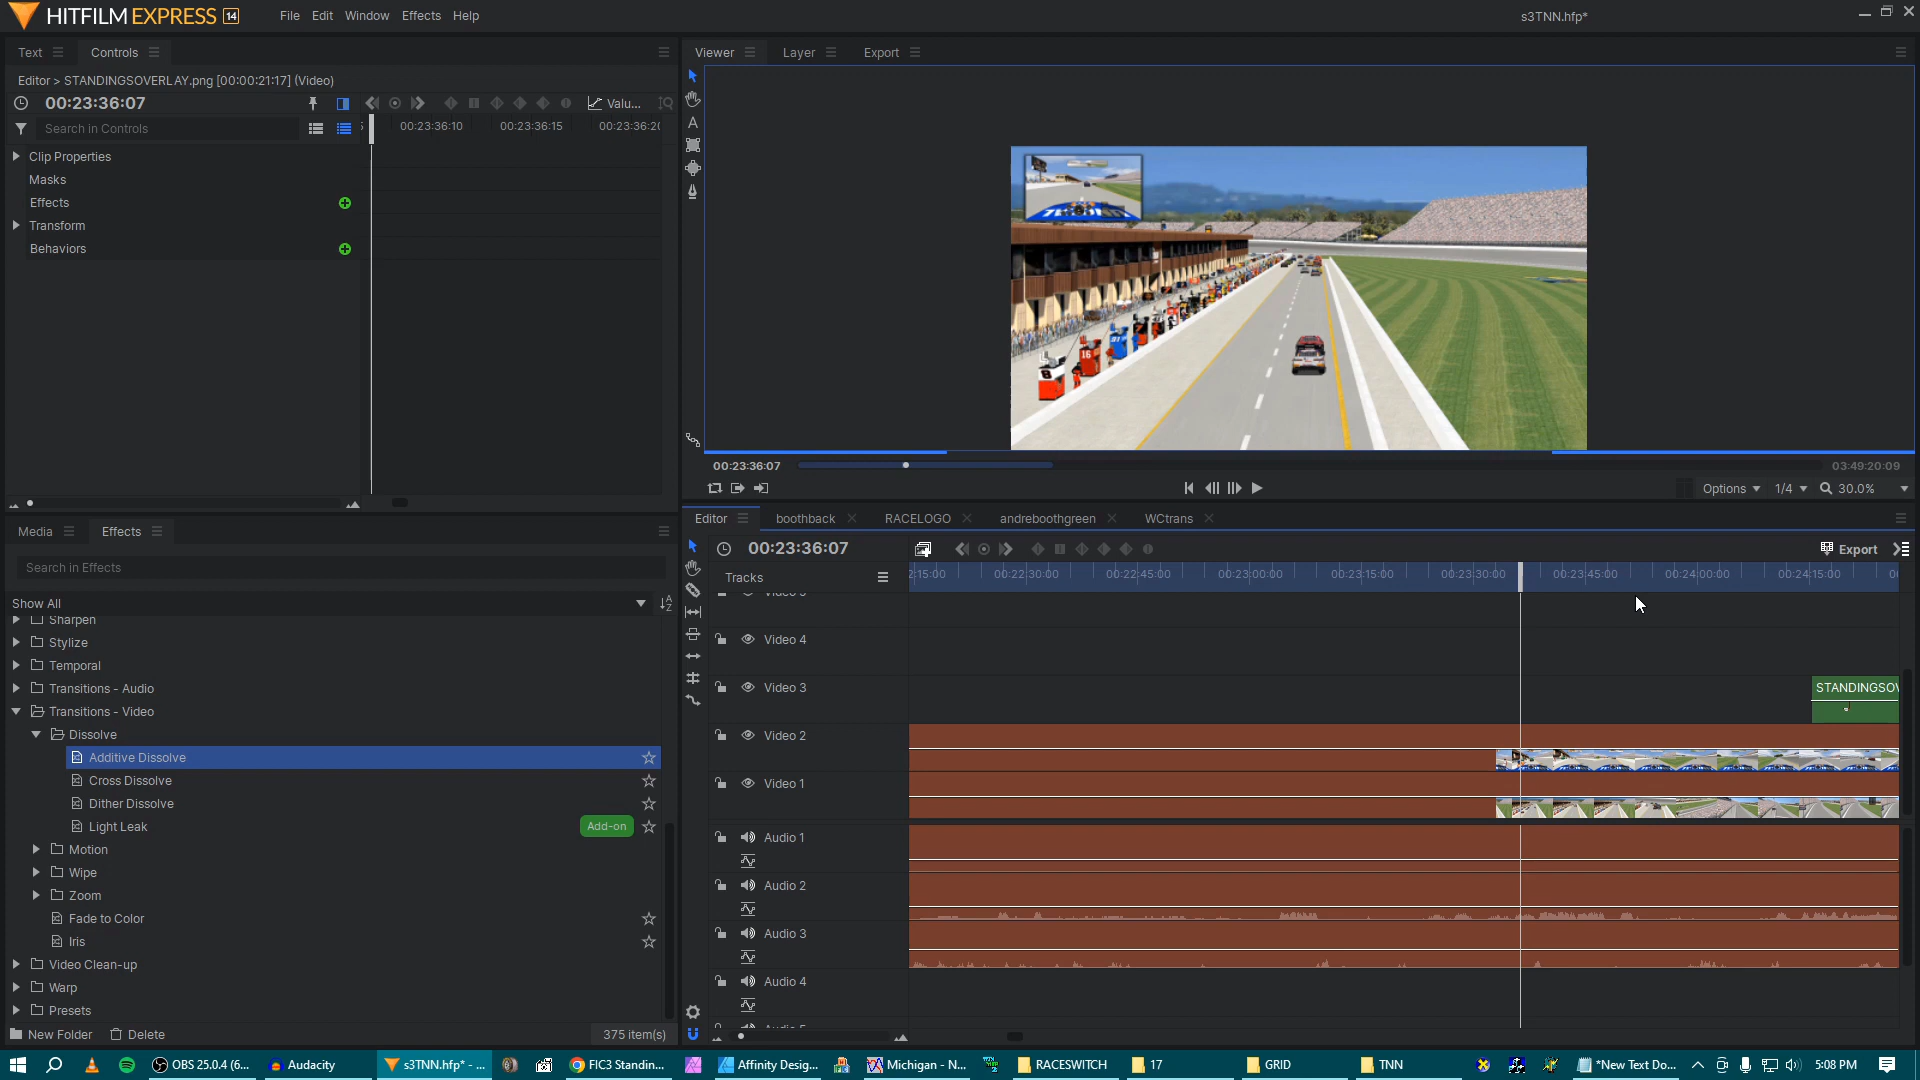 HITFILM EXPRESS 14
File Edit Window Effects Help
s3TNN.hfp*
Text
Controls
Viewer
Layer
Export
Editor > STANDINGSOVERLAY.png [00:00:21:17] (Video)
00:23:36:07
Valu...
Search in Controls
00:23:36:10
00:23:36:15
00:23:36:20
Clip Properties
Masks
Effects
Transform
Behaviors
00:23:36:07
03:49:20:09
Options
1/4
30.0%
Media
Effects
Search in Effects
Show All
Sharpen
Stylize
Temporal
Transitions - Audio
Transitions - Video
Dissolve
Additive Dissolve
Cross Dissolve
Dither Dissolve
Light Leak
Add-on
Motion
Wipe
Zoom
Fade to Color
Iris
Video Clean-up
Warp
Presets
New Folder
Delete
375 item(s)
Editor
boothback
RACELOGO
andreboothgreen
WCtrans
00:23:36:07
Export
Tracks
2:15:00
00:22:30:00
00:22:45:00
00:23:00:00
00:23:15:00
00:23:30:00
00:23:45:00
00:24:00:00
00:24:15:00
Video 4
Video 3
STANDINGSOV
Video 2
Video 1
Audio 1
Audio 2
Audio 3
Audio 4
OBS 25.0.4 (6...
Audacity
s3TNN.hfp* - ...
FIC3 Standin...
Affinity Desig...
Michigan - N...
RACESWITCH
17
GRID
TNN
*New Text Do...
5:08 PM